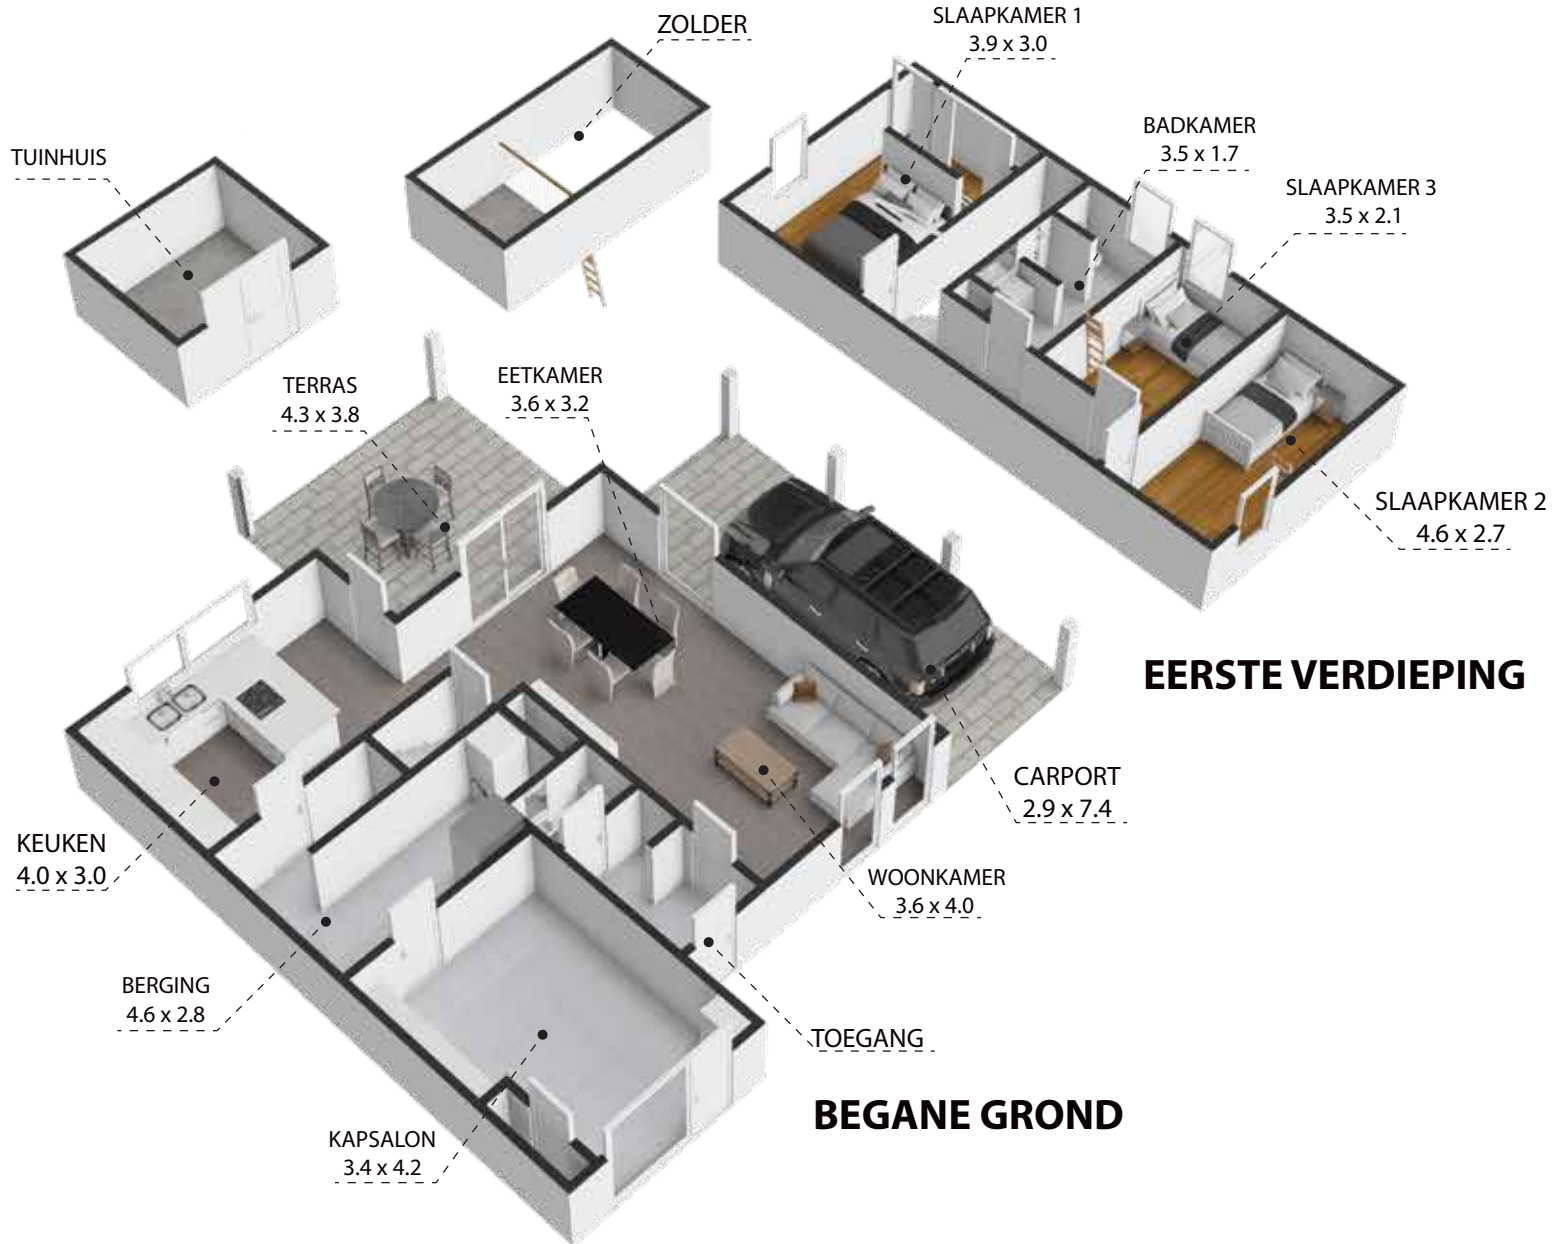 ZOLDER
SLAAPKAMER 1
3.9 x 3.0
TUINHUIS
BADKAMER
3.5 x 1.7
SLAAPKAMER 3
3.5 x 2.1
TERRAS
4.3 x 3.8
EETKAMER
3.6 x 3.2
SLAAPKAMER 2
4.6 x 2.7
EERSTE VERDIEPING
CARPORT
2.9 x 7.4
KEUKEN
4.0 x 3.0
WOONKAMER
3.6 x 4.0
BERGING
4.6 x 2.8
TOEGANG
BEGANE GROND
KAPSALON
3.4 x 4.2